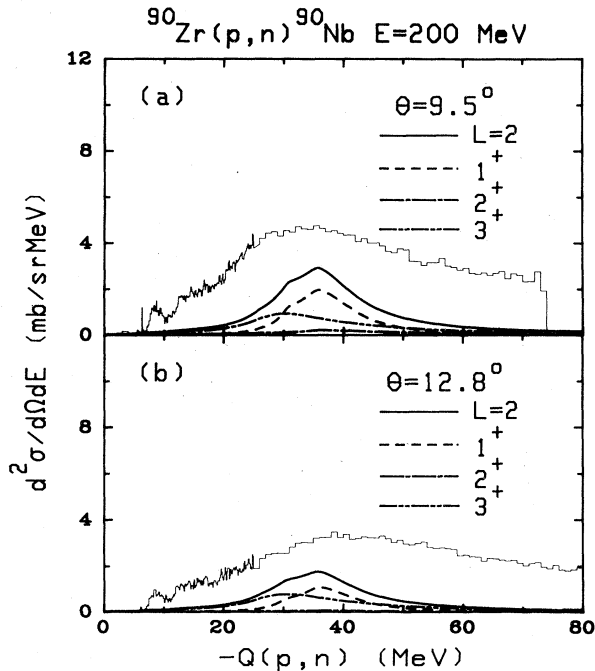 ⁹⁰Zr(p,n)⁹⁰Nb E=200 MeV
12
(a)
θ=9.5°
L=2
8
1⁺
2⁺
3⁺
4
0
(b)
θ=12.8°
L=2
8
1⁺
2⁺
3⁺
4
0
0 20 40 60 80
-Q(p,n) (MeV)
d²σ/dΩdE (mb/srMeV)